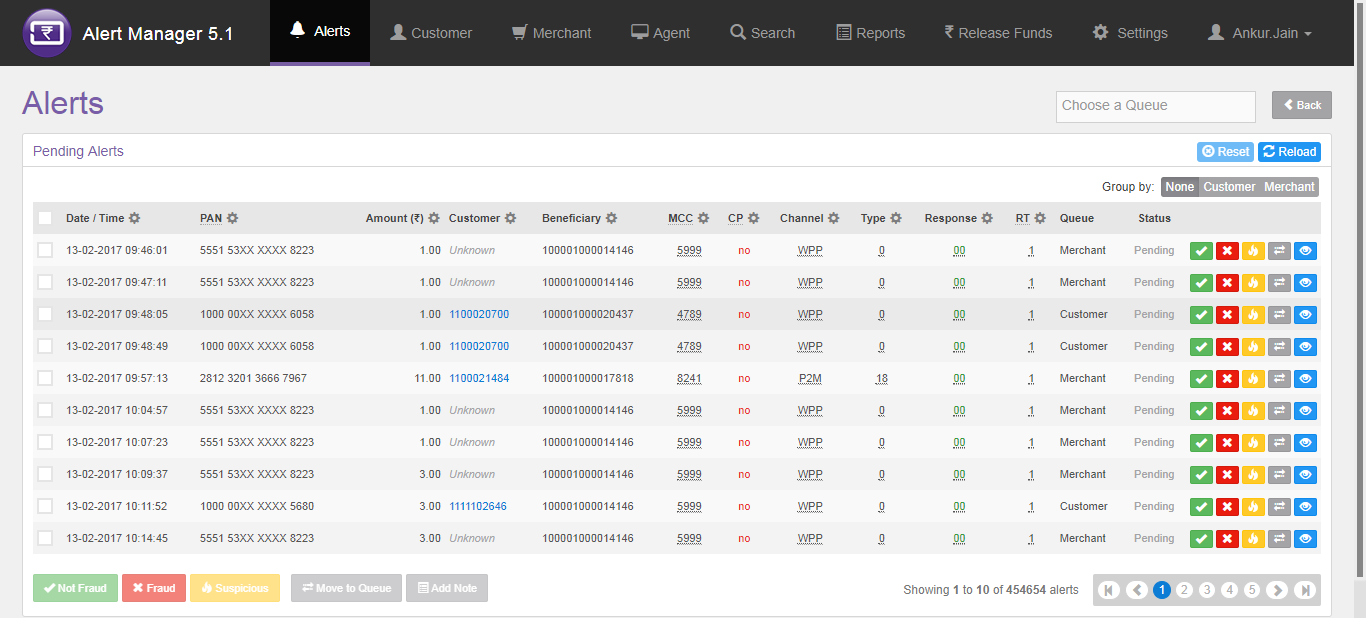 Alert Manager 5.1 Alerts Customer Merchant Agent Search Reports ₹ Release Funds Settings Ankur.Jain
Alerts
Choose a Queue Back
Pending Alerts
Reset Reload
Group by: None Customer Merchant
Date / Time PAN Amount (₹) Customer Beneficiary MCC CP Channel Type Response RT Queue Status
13-02-2017 09:46:01 5551 53XX XXXX 8223 1.00 Unknown 100001000014146 5999 no WPP 0 00 1 Merchant Pending
13-02-2017 09:47:11 5551 53XX XXXX 8223 1.00 Unknown 100001000014146 5999 no WPP 0 00 1 Merchant Pending
13-02-2017 09:48:05 1000 00XX XXXX 6058 1.00 1100020700 100001000020437 4789 no WPP 0 00 1 Customer Pending
13-02-2017 09:48:49 1000 00XX XXXX 6058 1.00 1100020700 100001000020437 4789 no WPP 0 00 1 Customer Pending
13-02-2017 09:57:13 2812 3201 3666 7967 11.00 1100021484 100001000017818 8241 no P2M 18 00 1 Merchant Pending
13-02-2017 10:04:57 5551 53XX XXXX 8223 1.00 Unknown 100001000014146 5999 no WPP 0 00 1 Merchant Pending
13-02-2017 10:07:23 5551 53XX XXXX 8223 1.00 Unknown 100001000014146 5999 no WPP 0 00 1 Merchant Pending
13-02-2017 10:09:37 5551 53XX XXXX 8223 3.00 Unknown 100001000014146 5999 no WPP 0 00 1 Merchant Pending
13-02-2017 10:11:52 1000 00XX XXXX 5680 3.00 1111102646 100001000014146 5999 no WPP 0 00 1 Customer Pending
13-02-2017 10:14:45 5551 53XX XXXX 8223 3.00 Unknown 100001000014146 5999 no WPP 0 00 1 Merchant Pending
Not Fraud Fraud Suspicious Move to Queue Add Note Showing 1 to 10 of 454654 alerts 1 2 3 4 5